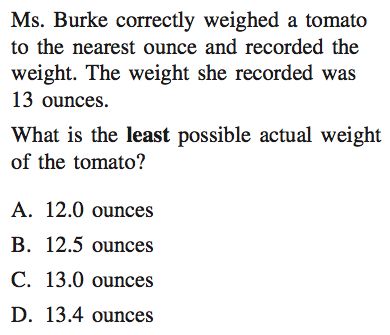 Ms. Burke correctly weighed a tomato
to the nearest ounce and recorded the
weight. The weight she recorded was
13 ounces.
What is the least possible actual weight
of the tomato?
A. 12.0 ounces
B. 12.5 ounces
C. 13.0 ounces
D. 13.4 ounces